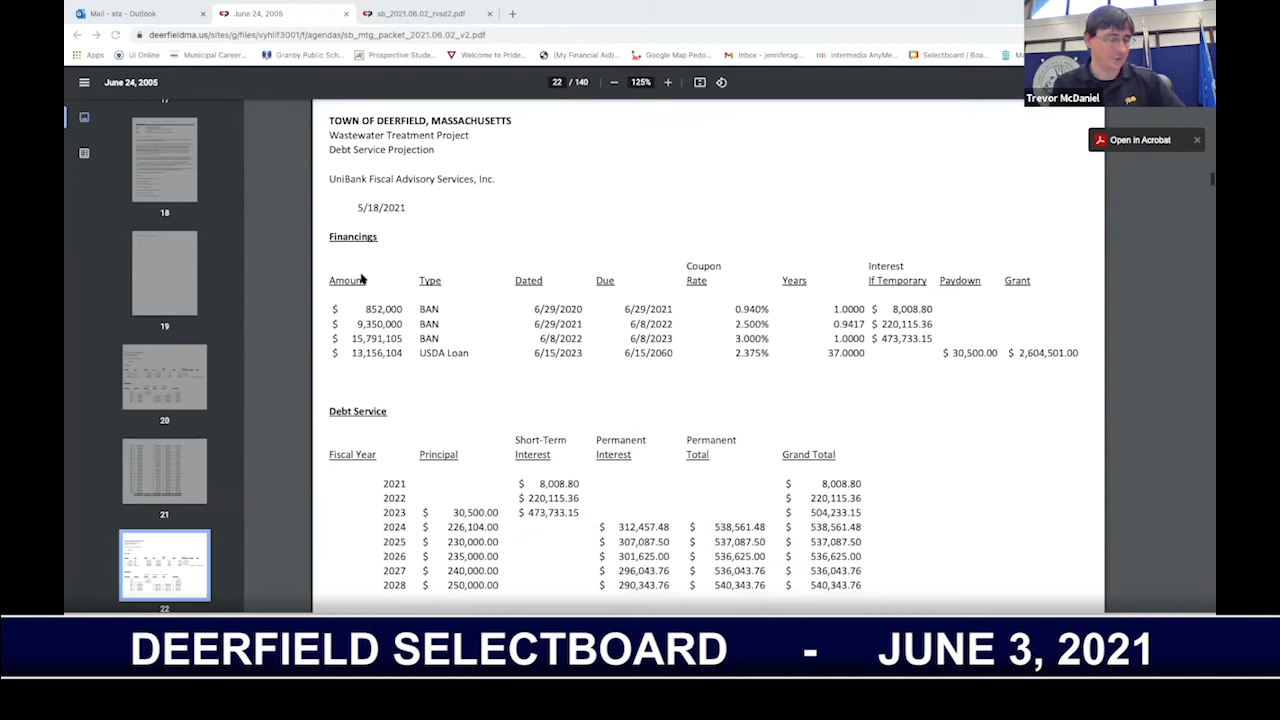 Mail - ata - Outlook
June 24, 2005
sb_2021.06.02_rvsd2.pdf
deerfieldma.us/sites/g/files/vyhlif3001/f/agendas/sb_mtg_packet_2021.06.02_v2.pdf
Apps
UI Online
Municipal Career...
Granby Public Sch...
Prospective Stude...
Welcome to Pride...
(My Financial Aid)...
Google Map Pedo...
Inbox - jenniferag...
Intermedia AnyMe...
Selectboard / Boa...
June 24, 2005
22 / 140
125%
Trevor McDaniel
Open in Acrobat
18
19
20
21
22
TOWN OF DEERFIELD, MASSACHUSETTS
Wastewater Treatment Project
Debt Service Projection
UniBank Fiscal Advisory Services, Inc.
5/18/2021
Financings
Coupon Interest
Amount Type Dated Due Rate Years If Temporary Paydown Grant
$ 852,000 BAN 6/29/2020 6/29/2021 0.940% 1.0000 $ 8,008.80
$ 9,350,000 BAN 6/29/2021 6/8/2022 2.500% 0.9417 $ 220,115.36
$ 15,791,105 BAN 6/8/2022 6/8/2023 3.000% 1.0000 $ 473,733.15
$ 13,156,104 USDA Loan 6/15/2023 6/15/2060 2.375% 37.0000 $ 30,500.00 $ 2,604,501.00
Debt Service
Short-Term Permanent Permanent
Fiscal Year Principal Interest Interest Total Grand Total
2021 $ 8,008.80 $ 8,008.80
2022 $ 220,115.36 $ 220,115.36
2023 $ 30,500.00 $ 473,733.15 $ 504,233.15
2024 $ 226,104.00 $ 312,457.48 $ 538,561.48 $ 538,561.48
2025 $ 230,000.00 $ 307,087.50 $ 537,087.50 $ 537,087.50
2026 $ 235,000.00 $ 301,625.00 $ 536,625.00 $ 536,625.00
2027 $ 240,000.00 $ 296,043.76 $ 536,043.76 $ 536,043.76
2028 $ 250,000.00 $ 290,343.76 $ 540,343.76 $ 540,343.76
DEERFIELD SELECTBOARD - JUNE 3, 2021